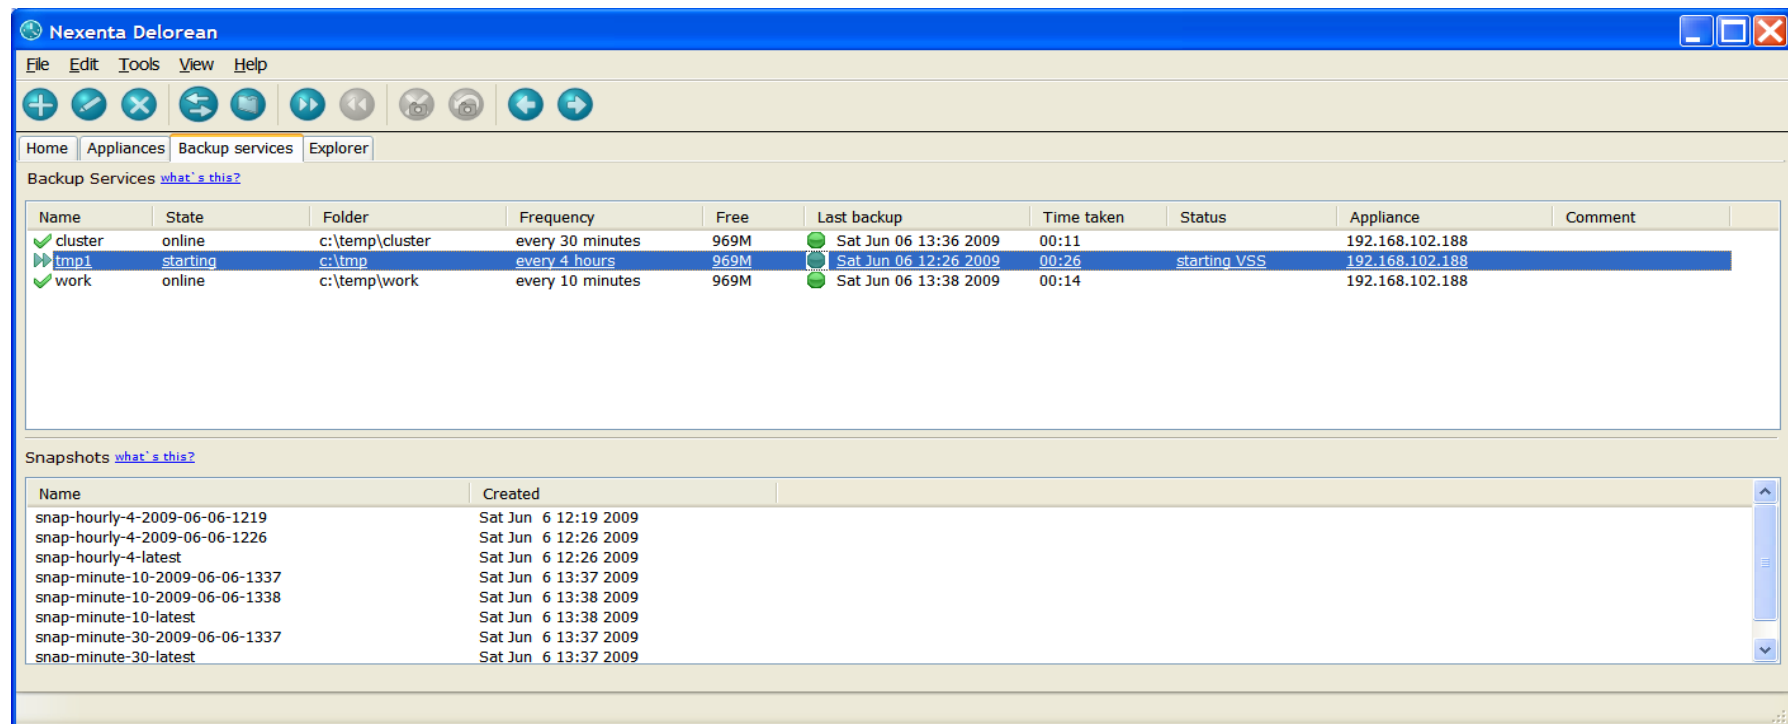 Nexenta Delorean
File Edit Tools View Help
Home Appliances Backup services Explorer
Backup Services what`s this?
Name State Folder Frequency Free Last backup Time taken Status Appliance Comment
cluster online c:\temp\cluster every 30 minutes 969M Sat Jun 06 13:36 2009 00:11 192.168.102.188
tmp1 starting c:\tmp every 4 hours 969M Sat Jun 06 12:26 2009 00:26 starting VSS 192.168.102.188
work online c:\temp\work every 10 minutes 969M Sat Jun 06 13:38 2009 00:14 192.168.102.188
Snapshots what`s this?
Name Created
snap-hourly-4-2009-06-06-1219 Sat Jun 6 12:19 2009
snap-hourly-4-2009-06-06-1226 Sat Jun 6 12:26 2009
snap-hourly-4-latest Sat Jun 6 12:26 2009
snap-minute-10-2009-06-06-1337 Sat Jun 6 13:37 2009
snap-minute-10-2009-06-06-1338 Sat Jun 6 13:38 2009
snap-minute-10-latest Sat Jun 6 13:38 2009
snap-minute-30-2009-06-06-1337 Sat Jun 6 13:37 2009
snap-minute-30-latest Sat Jun 6 13:37 2009